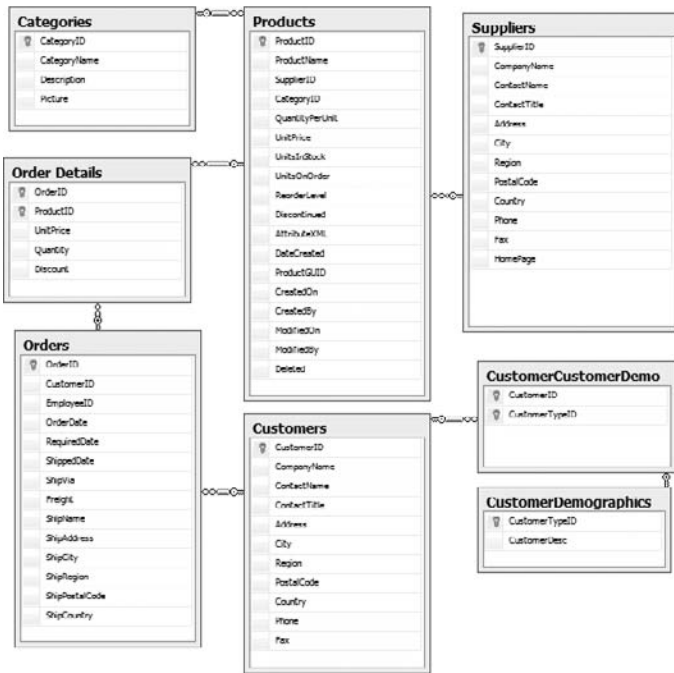 Categories
CategoryID
CategoryName
Description
Picture
Products
ProductID
ProductName
SupplierID
CategoryID
QuantityPerUnit
UnitPrice
UnitsInStock
UnitsOnOrder
ReorderLevel
Discontinued
AttributeXML
DateCreated
ProductGUID
CreatedOn
CreatedBy
ModifiedOn
ModifiedBy
Deleted
Suppliers
SupplierID
CompanyName
ContactName
ContactTitle
Address
City
Region
PostalCode
Country
Phone
Fax
HomePage
Order Details
OrderID
ProductID
UnitPrice
Quantity
Discount
Orders
OrderID
CustomerID
EmployeeID
OrderDate
RequiredDate
ShippedDate
ShipVia
Freight
ShipName
ShipAddress
ShipCity
ShipRegion
ShipPostalCode
ShipCountry
Customers
CustomerID
CompanyName
ContactName
ContactTitle
Address
City
Region
PostalCode
Country
Phone
Fax
CustomerCustomerDemo
CustomerID
CustomerTypeID
CustomerDemographics
CustomerTypeID
CustomerDesc